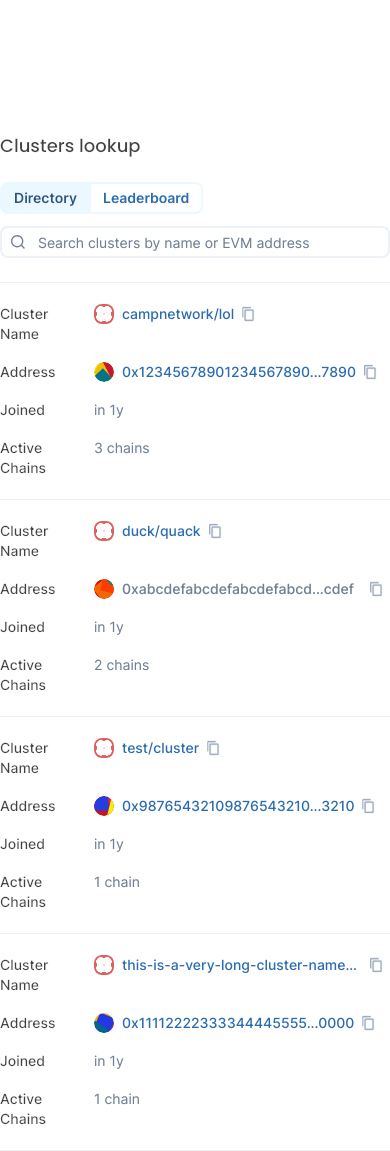 Clusters lookup
Directory Leaderboard
Search clusters by name or EVM address
Cluster Name campnetwork/lol
Address 0x12345678901234567890...7890
Joined in 1y
Active Chains 3 chains
Cluster Name duck/quack
Address 0xabcdefabcdefabcdefabcd...cdef
Joined in 1y
Active Chains 2 chains
Cluster Name test/cluster
Address 0x98765432109876543210...3210
Joined in 1y
Active Chains 1 chain
Cluster Name this-is-a-very-long-cluster-name...
Address 0x11112222333344445555...0000
Joined in 1y
Active Chains 1 chain